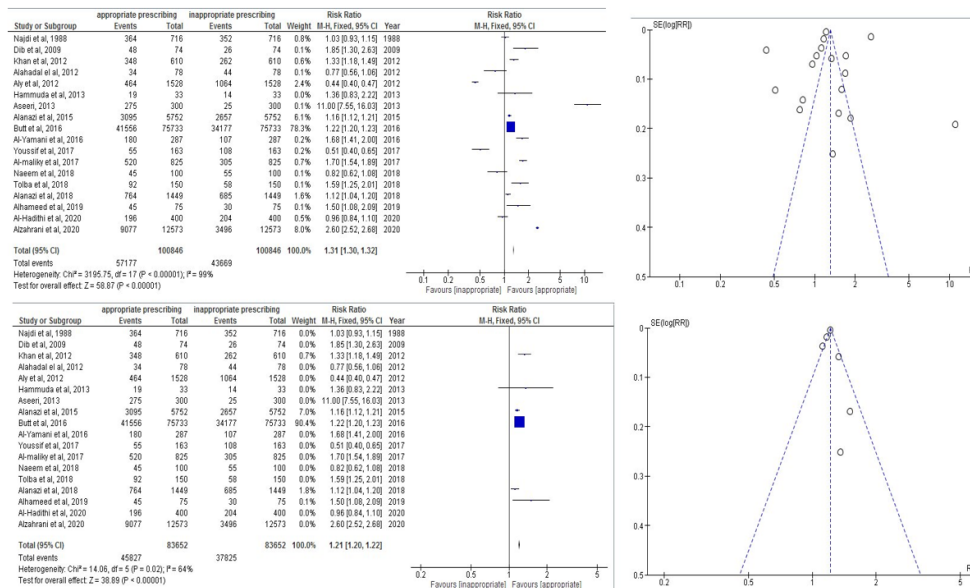 appropriate prescribing inappropriate prescribing Risk Ratio Risk Ratio
Study or Subgroup Events Total Events Total Weight M-H, Fixed, 95% CI Year M-H, Fixed, 95% CI
Najdi et al, 1988 364 716 352 716 0.8% 1.03 [0.93, 1.15] 1988
Dib et al, 2009 48 74 26 74 0.1% 1.85 [1.30, 2.63] 2009
Khan et al, 2012 348 610 262 610 0.6% 1.33 [1.18, 1.49] 2012
Alahadal et al, 2012 34 78 44 78 0.1% 0.77 [0.56, 1.06] 2012
Aly et al, 2012 464 1528 1064 1528 2.4% 0.44 [0.40, 0.47] 2012
Hammuda et al, 2013 19 33 14 33 0.0% 1.36 [0.83, 2.22] 2013
Aseeri, 2013 275 300 25 300 0.1% 11.00 [7.55, 16.03] 2013
Alanazi et al, 2015 3095 5752 2657 5752 6.1% 1.16 [1.12, 1.21] 2015
Butt et al, 2016 41556 75733 34177 75733 78.3% 1.22 [1.20, 1.23] 2016
Al-Yamani et al, 2016 180 287 107 287 0.2% 1.68 [1.41, 2.00] 2016
Youssif et al, 2017 55 163 108 163 0.2% 0.51 [0.40, 0.65] 2017
Al-maliky et al, 2017 520 825 305 825 0.7% 1.70 [1.54, 1.89] 2017
Naeem et al, 2018 45 100 55 100 0.1% 0.82 [0.62, 1.08] 2018
Tolba et al, 2018 92 150 58 150 0.1% 1.59 [1.25, 2.01] 2018
Alanazi et al, 2018 764 1449 685 1449 1.6% 1.12 [1.04, 1.20] 2018
Alhameed et al, 2019 45 75 30 75 0.1% 1.50 [1.08, 2.09] 2019
Al-Hadithi et al, 2020 196 400 204 400 0.5% 0.96 [0.84, 1.10] 2020
Alzahrani et al, 2020 9077 12573 3496 12573 8.0% 2.60 [2.52, 2.68] 2020
Total (95% CI) 100846 100846 100.0% 1.31 [1.30, 1.32]
Total events 57177 43669
Heterogeneity: Chi² = 3195.75, df = 17 (P < 0.00001); I² = 99%
Test for overall effect: Z = 58.87 (P < 0.00001)
0.1 0.2 0.5 1 2 5 10
Favours [inappropriate] Favours [appropriate]
SE(log[RR])
0
0.1
0.2
0.3
0.4
0.5
0.1 0.2 0.5 1 2 5 10
appropriate prescribing inappropriate prescribing Risk Ratio Risk Ratio
Study or Subgroup Events Total Events Total Weight M-H, Fixed, 95% CI Year M-H, Fixed, 95% CI
Najdi et al, 1988 364 716 352 716 0.0% 1.03 [0.93, 1.15] 1988
Dib et al, 2009 48 74 26 74 0.0% 1.85 [1.30, 2.63] 2009
Khan et al, 2012 348 610 262 610 0.7% 1.33 [1.18, 1.49] 2012
Alahadal et al, 2012 34 78 44 78 0.0% 0.77 [0.56, 1.06] 2012
Aly et al, 2012 464 1528 1064 1528 0.0% 0.44 [0.40, 0.47] 2012
Hammuda et al, 2013 19 33 14 33 0.0% 1.36 [0.83, 2.22] 2013
Aseeri, 2013 275 300 25 300 0.0% 11.00 [7.55, 16.03] 2013
Alanazi et al, 2015 3095 5752 2657 5752 7.0% 1.16 [1.12, 1.21] 2015
Butt et al, 2016 41556 75733 34177 75733 90.4% 1.22 [1.20, 1.23] 2016
Al-Yamani et al, 2016 180 287 107 287 0.0% 1.68 [1.41, 2.00] 2016
Youssif et al, 2017 55 163 108 163 0.0% 0.51 [0.40, 0.65] 2017
Al-maliky et al, 2017 520 825 305 825 0.0% 1.70 [1.54, 1.89] 2017
Naeem et al, 2018 45 100 55 100 0.0% 0.82 [0.62, 1.08] 2018
Tolba et al, 2018 92 150 58 150 0.0% 1.59 [1.25, 2.01] 2018
Alanazi et al, 2018 764 1449 685 1449 1.8% 1.12 [1.04, 1.20] 2018
Alhameed et al, 2019 45 75 30 75 0.1% 1.50 [1.08, 2.09] 2019
Al-Hadithi et al, 2020 196 400 204 400 0.0% 0.96 [0.84, 1.10] 2020
Alzahrani et al, 2020 9077 12573 3496 12573 0.0% 2.60 [2.52, 2.68] 2020
Total (95% CI) 83652 83652 100.0% 1.21 [1.20, 1.22]
Total events 45827 37825
Heterogeneity: Chi² = 14.06, df = 5 (P = 0.02); I² = 64%
Test for overall effect: Z = 38.89 (P < 0.00001)
0.2 0.5 1 2 5
Favours [inappropriate] Favours [appropriate]
SE(log[RR])
0
0.1
0.2
0.3
0.4
0.5
0.2 0.5 1 2 5